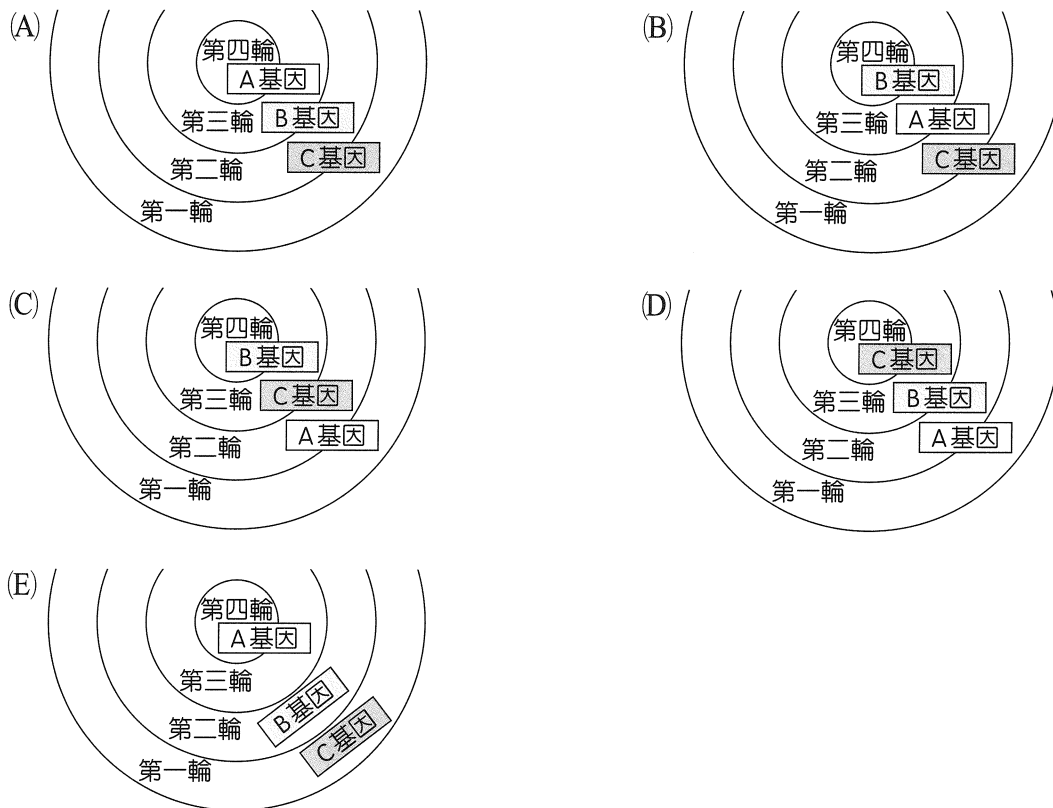 (A)
第四輪
A基因
第三輪
B基因
第二輪
C基因
第一輪
(B)
第四輪
B基因
第三輪
A基因
第二輪
C基因
第一輪
(C)
第四輪
B基因
第三輪
C基因
第二輪
A基因
第一輪
(D)
第四輪
C基因
第三輪
B基因
第二輪
A基因
第一輪
(E)
第四輪
A基因
第三輪
B基因
第二輪
C基因
第一輪